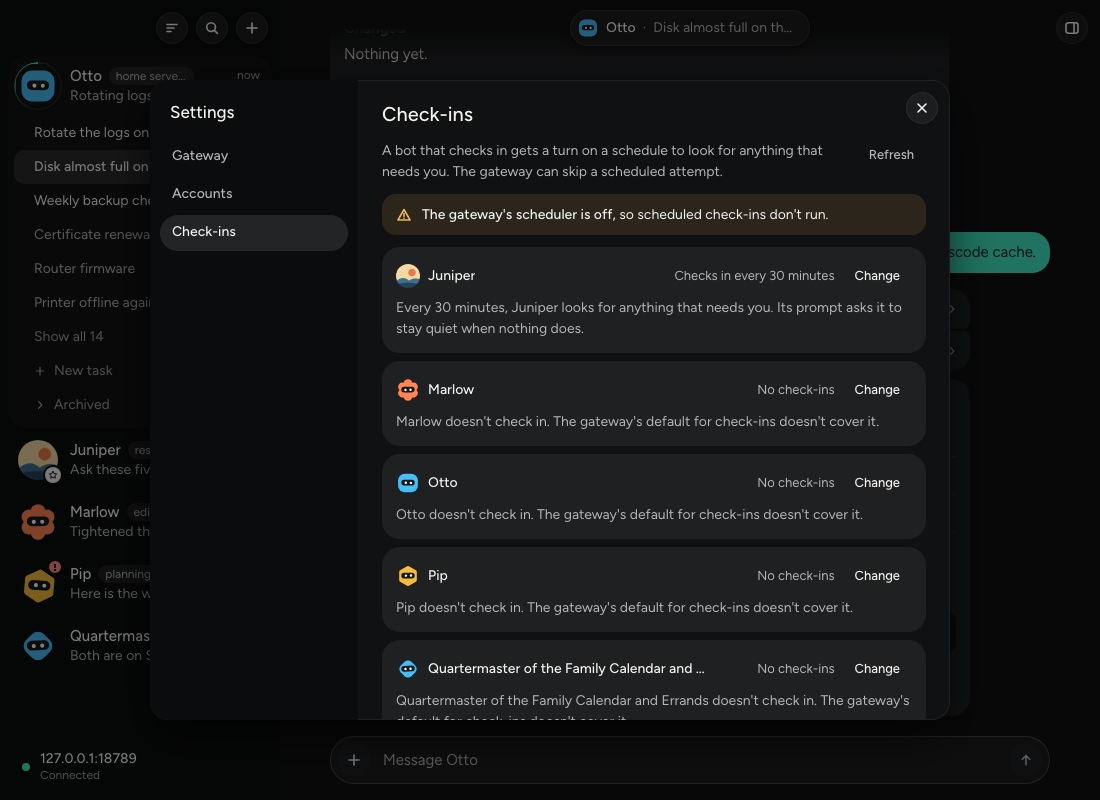 Otto · Disk almost full on th...
Nothing yet.
Otto home serve... now
Rotating logs
Rotate the logs on
Disk almost full on
Weekly backup che
Certificate renewa
Router firmware
Printer offline again
Show all 14
+ New task
Archived
Juniper res
Ask these fiv
Marlow edi
Tightened th
Pip planning
Here is the w
Quartermas
Both are on S
127.0.0.1:18789
Connected
Settings
Gateway
Accounts
Check-ins
Check-ins
A bot that checks in gets a turn on a schedule to look for anything that
needs you. The gateway can skip a scheduled attempt.
Refresh
The gateway's scheduler is off, so scheduled check-ins don't run.
Juniper Checks in every 30 minutes Change
Every 30 minutes, Juniper looks for anything that needs you. Its prompt asks it to
stay quiet when nothing does.
Marlow No check-ins Change
Marlow doesn't check in. The gateway's default for check-ins doesn't cover it.
Otto No check-ins Change
Otto doesn't check in. The gateway's default for check-ins doesn't cover it.
Pip No check-ins Change
Pip doesn't check in. The gateway's default for check-ins doesn't cover it.
Quartermaster of the Family Calendar and ... No check-ins Change
Quartermaster of the Family Calendar and Errands doesn't check in. The gateway's
default for check-ins doesn't cover it.
scode cache.
Message Otto